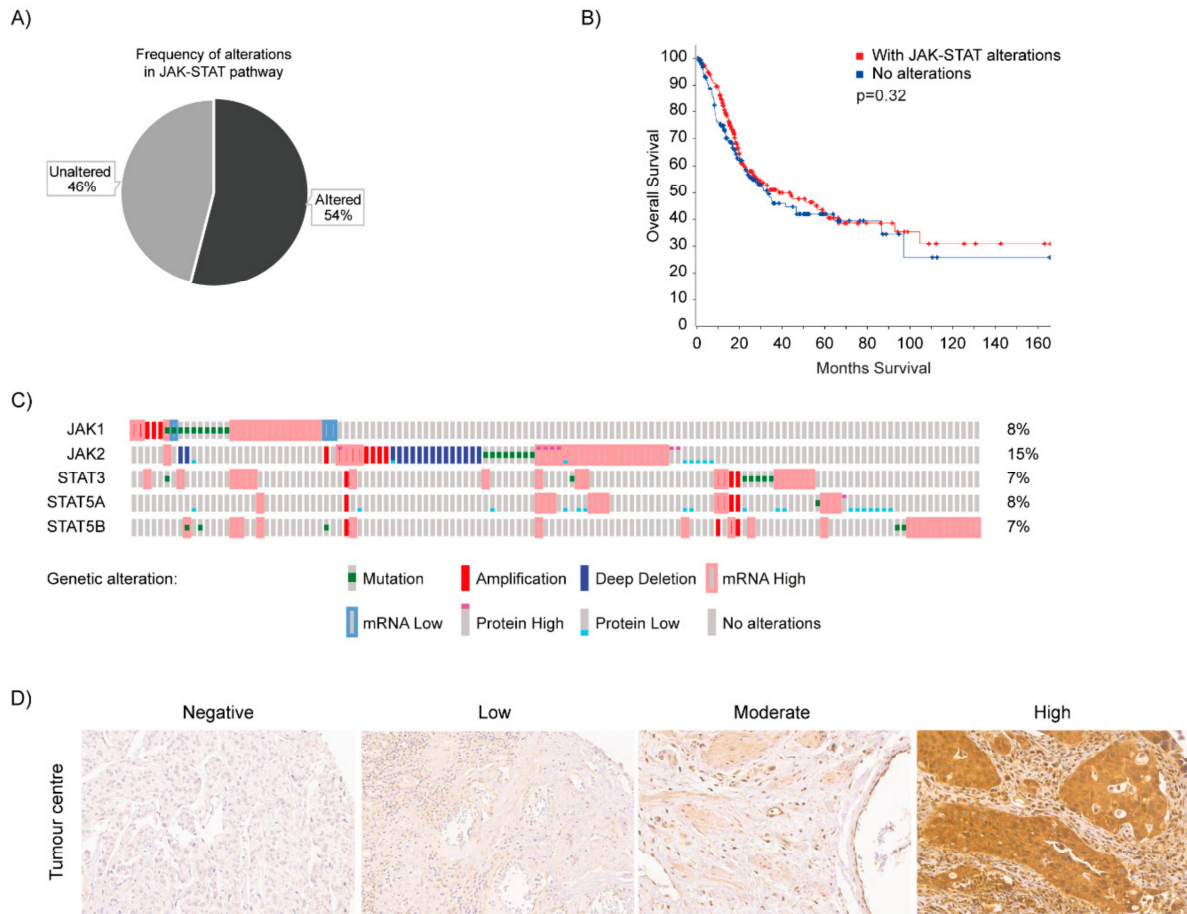 A)
Frequency of alterations
in JAK-STAT pathway
Unaltered
46%
Altered
54%
B)
With JAK-STAT alterations
No alterations
p=0.32
Overall Survival
100
90
80
70
60
50
40
30
20
10
0
0 20 40 60 80 100 120 140 160
Months Survival
C)
JAK1 8%
JAK2 15%
STAT3 7%
STAT5A 8%
STAT5B 7%
Genetic alteration:
Mutation Amplification Deep Deletion mRNA High
mRNA Low Protein High Protein Low No alterations
D)
Negative Low Moderate High
Tumour centre